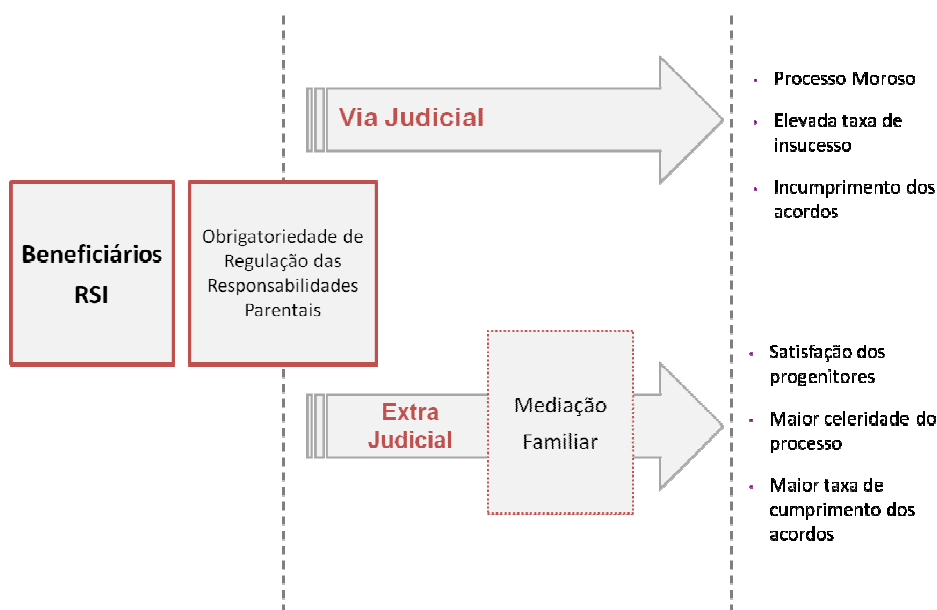 Beneficiários
RSI
Obrigatoriedade de
Regulação das
Responsabilidades
Parentais
Via Judicial
• Processo Moroso
• Elevada taxa de
insucesso
• Incumprimento dos
acordos
Extra
Judicial
Mediação
Familiar
• Satisfação dos
progenitores
• Maior celeridade do
processo
• Maior taxa de
cumprimento dos
acordos